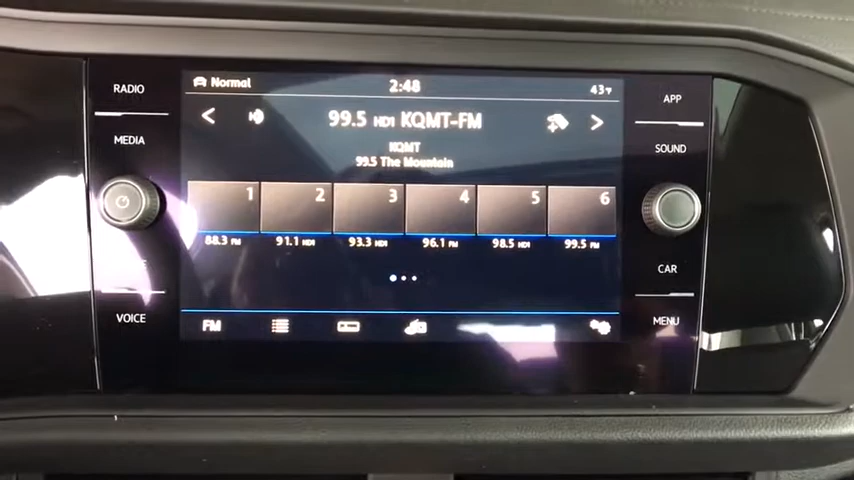 RADIO
Normal 2:48 43°F
APP
MEDIA
99.5 HD1 KQMT-FM
SOUND
KQMT
99.5 The Mountain
1 2 3 4 5 6
88.3 FM 91.1 HD1 93.3 HD1 96.1 FM 98.5 HD1 99.5 FM
CAR
VOICE
FM
MENU